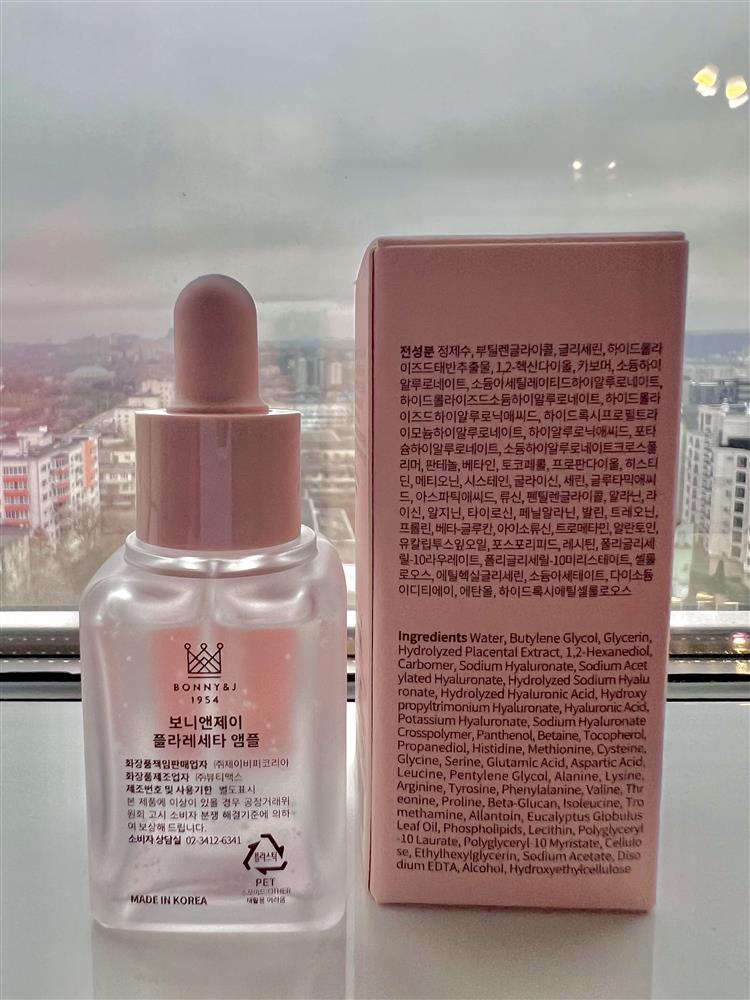 BONNY&J
1954
보니앤제이
플라레세타 앰플
화장품책임판매업자 ㈜제이비피코리아
화장품제조업자 ㈜뷰티맥스
제조번호 및 사용기한 별도표시
본 제품에 이상이 있을 경우 공정거래위
원회 고시 소비자 분쟁 해결기준에 의하
여 보상해 드립니다.
소비자 상담실 02-3412-6341
플라스틱
PET
스포이드:OTHER
재활용 어려움
MADE IN KOREA
전성분 정제수, 부틸렌글라이콜, 글리세린, 하이드롤라
이즈드태반추출물, 1,2-헥산다이올, 카보머, 소듐하이
알루로네이트, 소듐아세틸레이티드하이알루로네이트,
하이드롤라이즈드소듐하이알루로네이트, 하이드롤라
이즈드하이알루로닉애씨드, 하이드록시프로필트라
이모늄하이알루로네이트, 하이알루로닉애씨드, 포타
슘하이알루로네이트, 소듐하이알루로네이트크로스폴
리머, 판테놀, 베타인, 토코페롤, 프로판다이올, 히스티
딘, 메티오닌, 시스테인, 글라이신, 세린, 글루타믹애씨
드, 아스파틱애씨드, 류신, 펜틸렌글라이콜, 알라닌, 라
이신, 알지닌, 타이로신, 페닐알라닌, 발린, 트레오닌,
프롤린, 베타-글루칸, 아이소류신, 트로메타민, 알란토인,
유칼립투스잎오일, 포스포리피드, 레시틴, 폴리글리세
릴-10라우레이트, 폴리글리세릴-10미리스테이트, 셀룰
로오스, 에틸헥실글리세린, 소듐아세테이트, 다이소듐
이디티에이, 에탄올, 하이드록시에틸셀룰로오스
Ingredients Water, Butylene Glycol, Glycerin,
Hydrolyzed Placental Extract, 1,2-Hexanediol,
Carbomer, Sodium Hyaluronate, Sodium Acet
ylated Hyaluronate, Hydrolyzed Sodium Hyalu
ronate, Hydrolyzed Hyaluronic Acid, Hydroxy
propyltrimonium Hyaluronate, Hyaluronic Acid,
Potassium Hyaluronate, Sodium Hyaluronate
Crosspolymer, Panthenol, Betaine, Tocopherol,
Propanediol, Histidine, Methionine, Cysteine,
Glycine, Serine, Glutamic Acid, Aspartic Acid,
Leucine, Pentylene Glycol, Alanine, Lysine,
Arginine, Tyrosine, Phenylalanine, Valine, Thr
eonine, Proline, Beta-Glucan, Isoleucine, Tro
methamine, Allantoin, Eucalyptus Globulus
Leaf Oil, Phospholipids, Lecithin, Polyglyceryl
-10 Laurate, Polyglyceryl-10 Myristate, Cellulo
se, Ethylhexylglycerin, Sodium Acetate, Diso
dium EDTA, Alcohol, Hydroxyethylcellulose